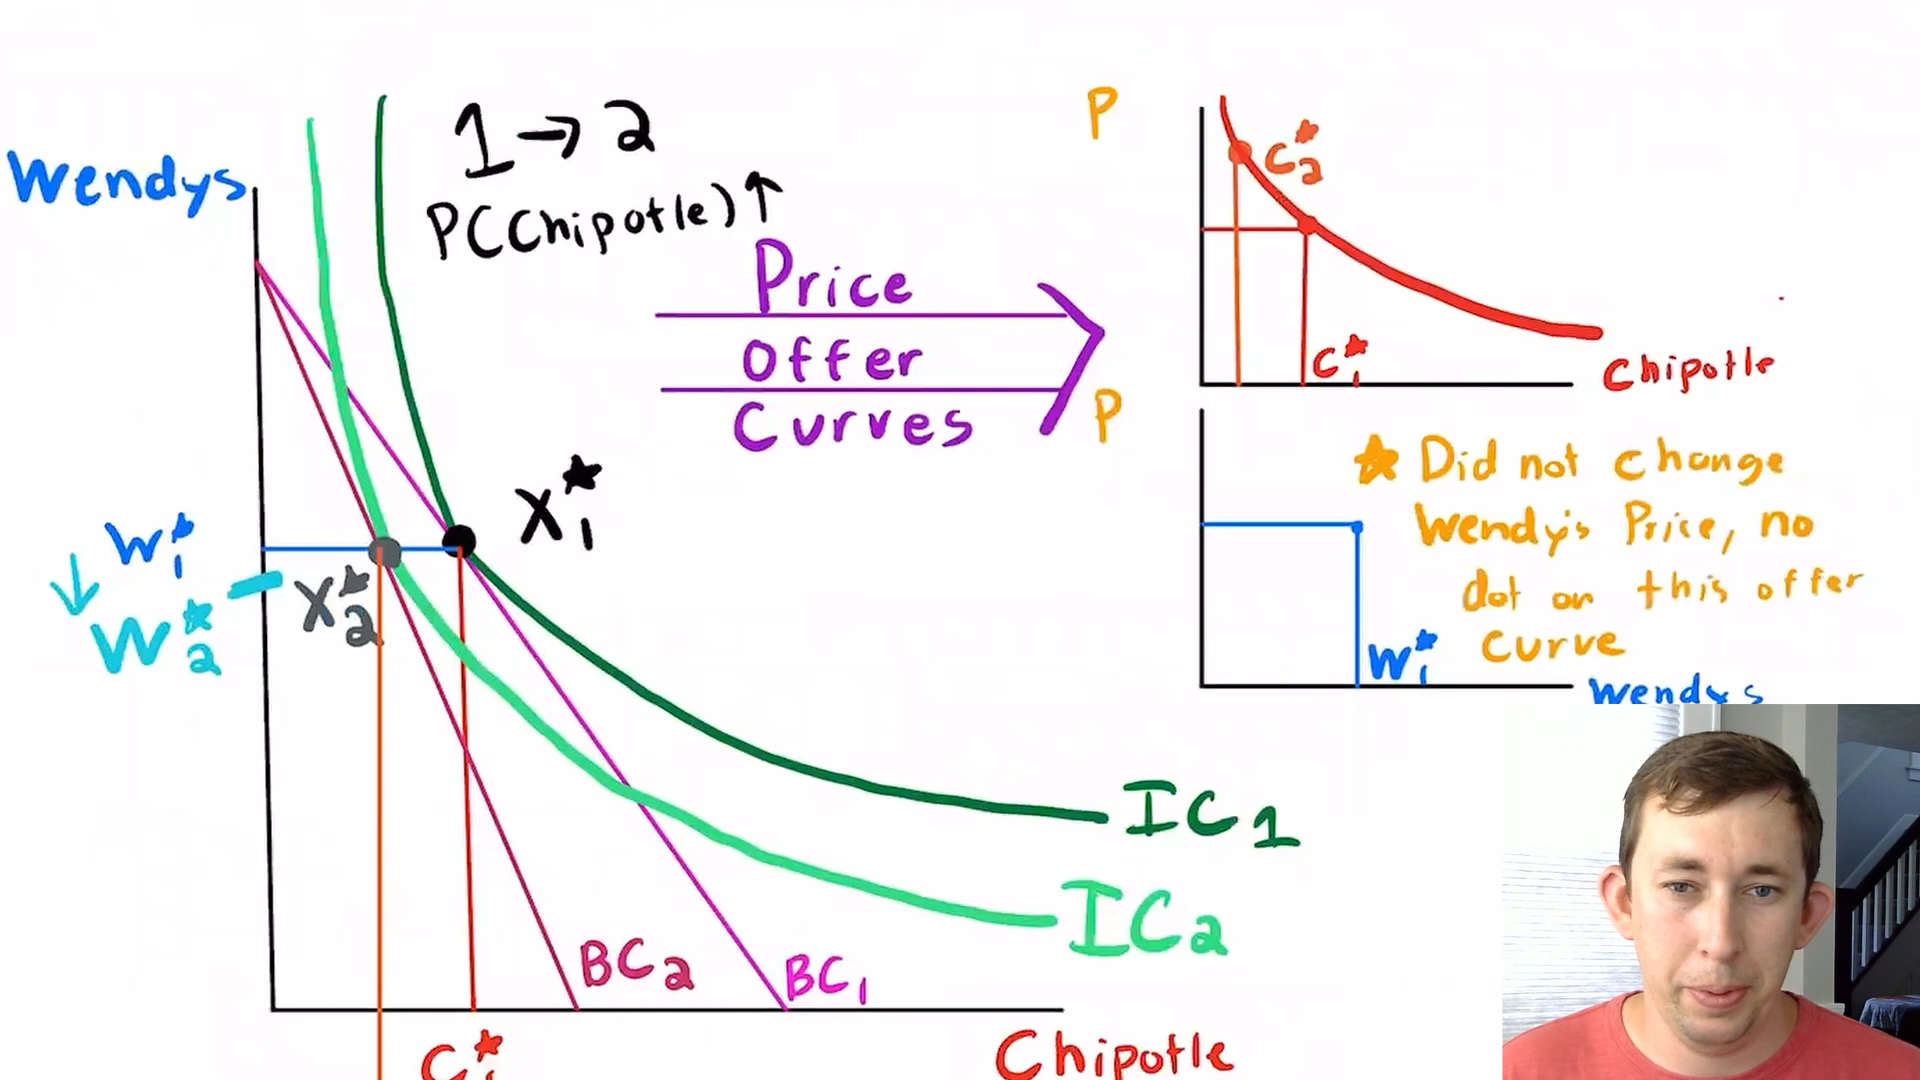 1 → 2
P(Chipotle) ↑
Wendys
Price
Offer
Curves
P
C2*
C1*
Chipotle
P
★ Did not change
Wendy's Price, no
dot on this offer
curve
W1*
Wendys
X1*
W1*
↓ W2*
X2*
IC1
IC2
BC2
BC1
C1*
Chipotle